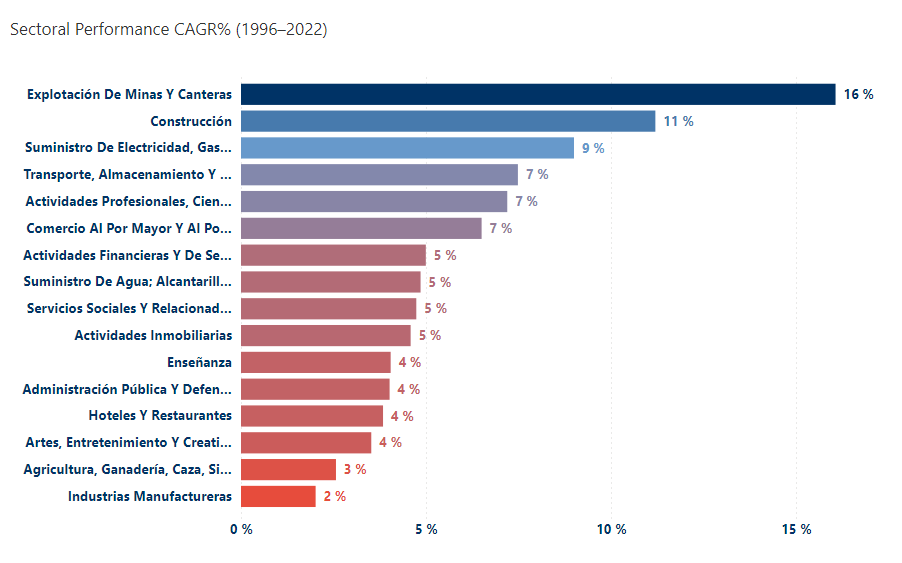 Sectoral Performance CAGR% (1996–2022)
Explotación De Minas Y Canteras 16 %
Construcción 11 %
Suministro De Electricidad, Gas... 9 %
Transporte, Almacenamiento Y ... 7 %
Actividades Profesionales, Cien... 7 %
Comercio Al Por Mayor Y Al Po... 7 %
Actividades Financieras Y De Se... 5 %
Suministro De Agua; Alcantarill... 5 %
Servicios Sociales Y Relacionad... 5 %
Actividades Inmobiliarias 5 %
Enseñanza 4 %
Administración Pública Y Defen... 4 %
Hoteles Y Restaurantes 4 %
Artes, Entretenimiento Y Creati... 4 %
Agricultura, Ganadería, Caza, Si... 3 %
Industrias Manufactureras 2 %
0 % 5 % 10 % 15 %